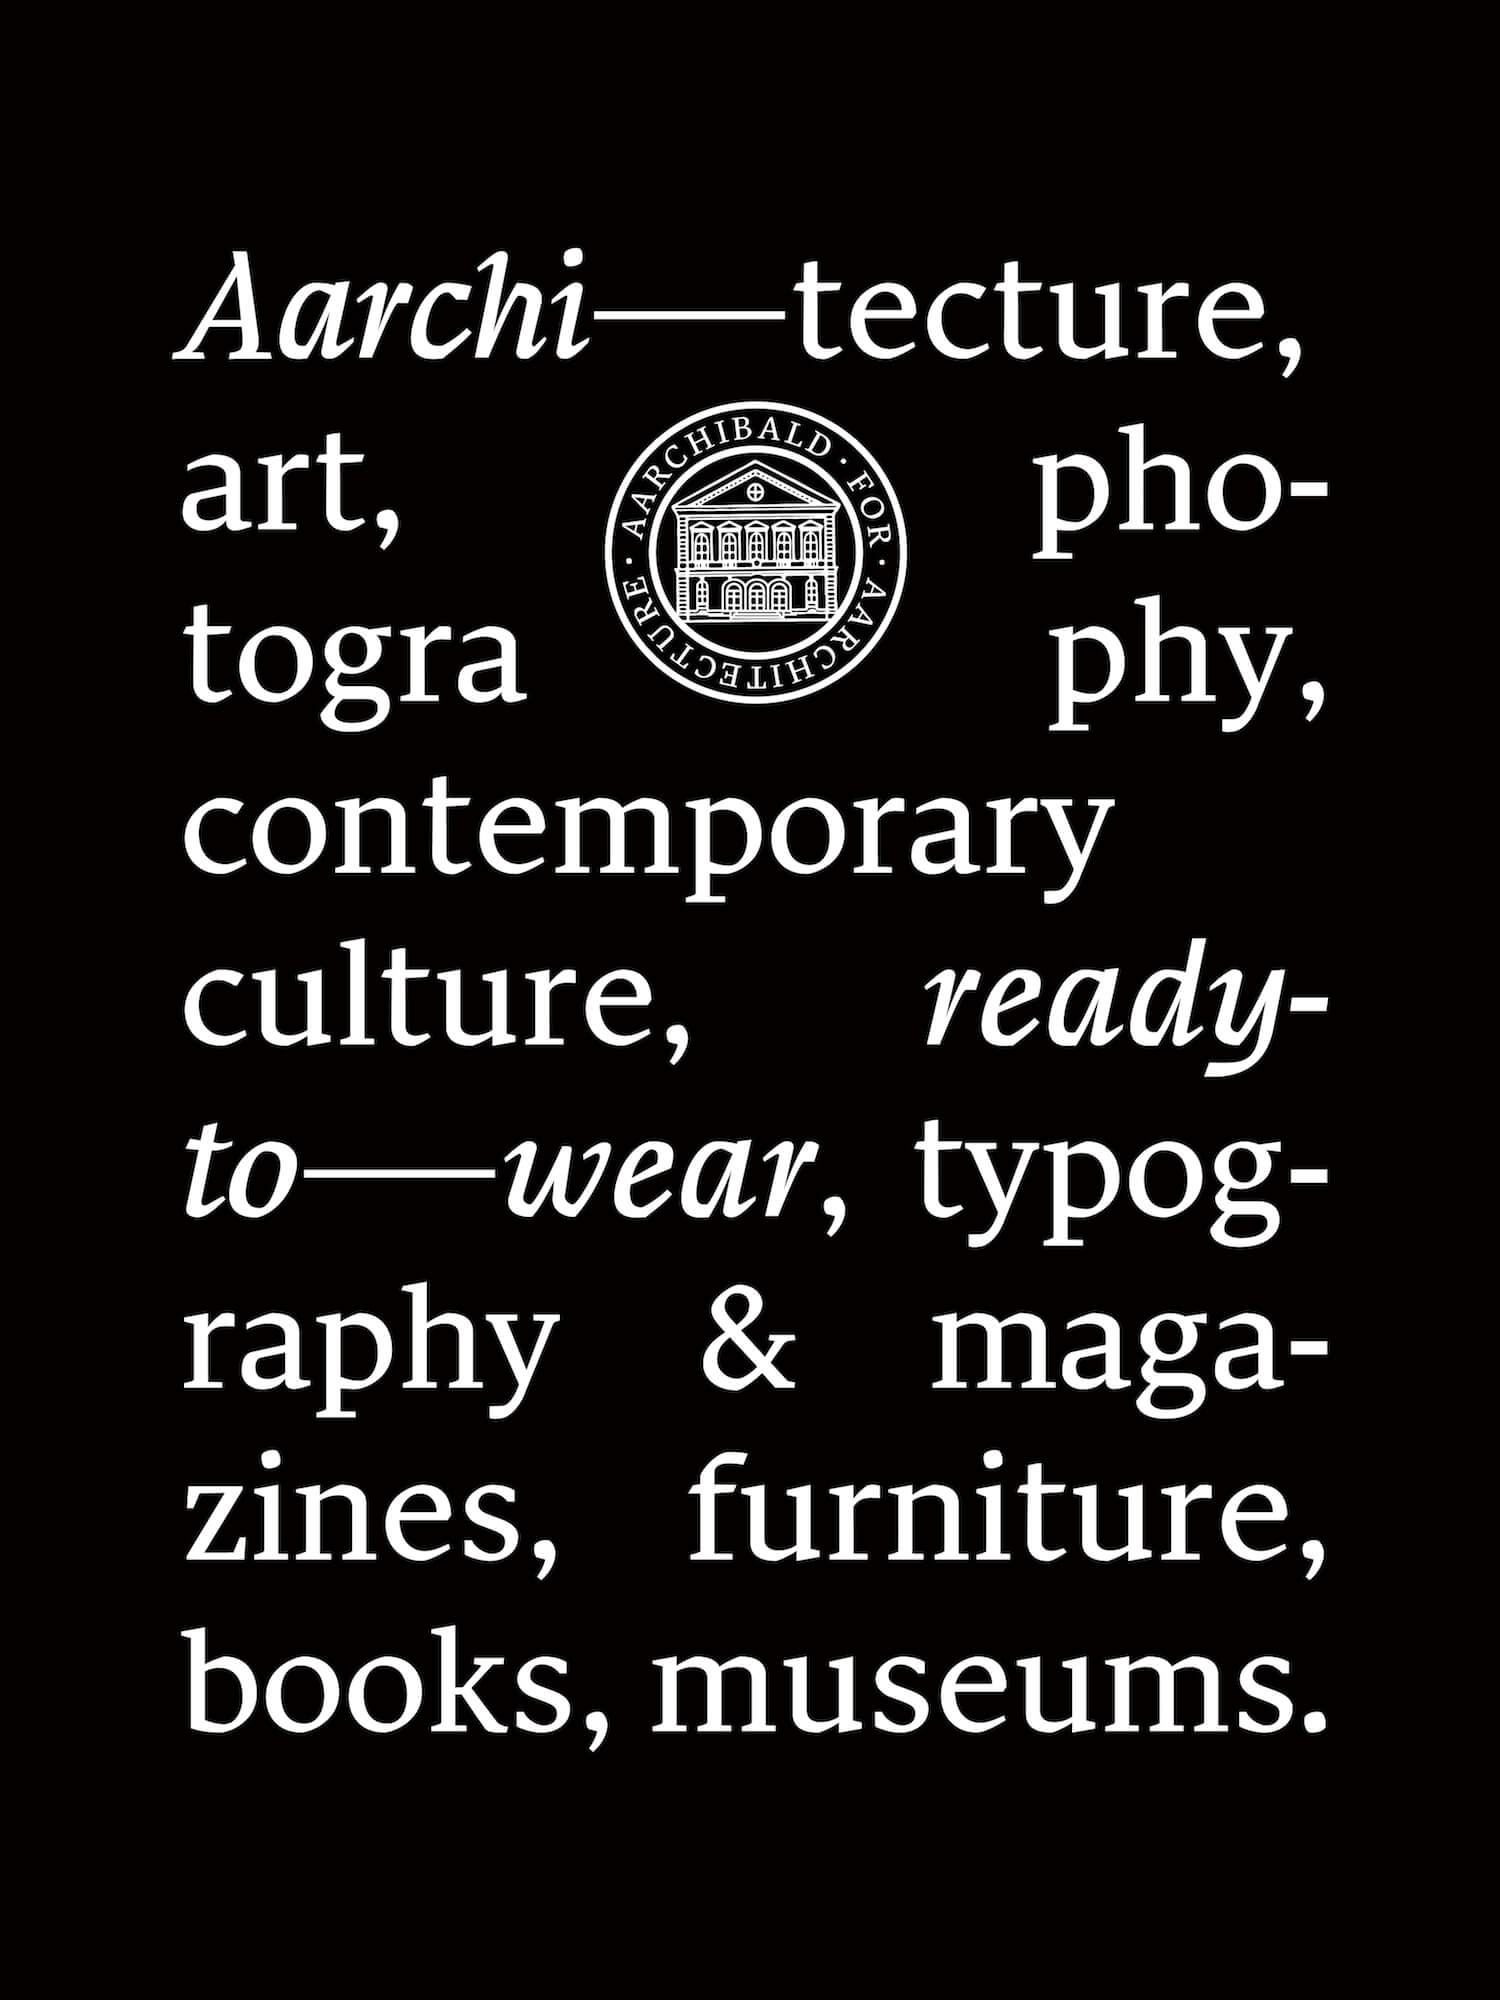 Aarchi——tecture,
art, pho-
togra phy,
AARCHIBALD · FOR · AARCHITECTURE ·
contemporary
culture, ready-
to——wear, typog-
raphy & maga-
zines, furniture,
books, museums.